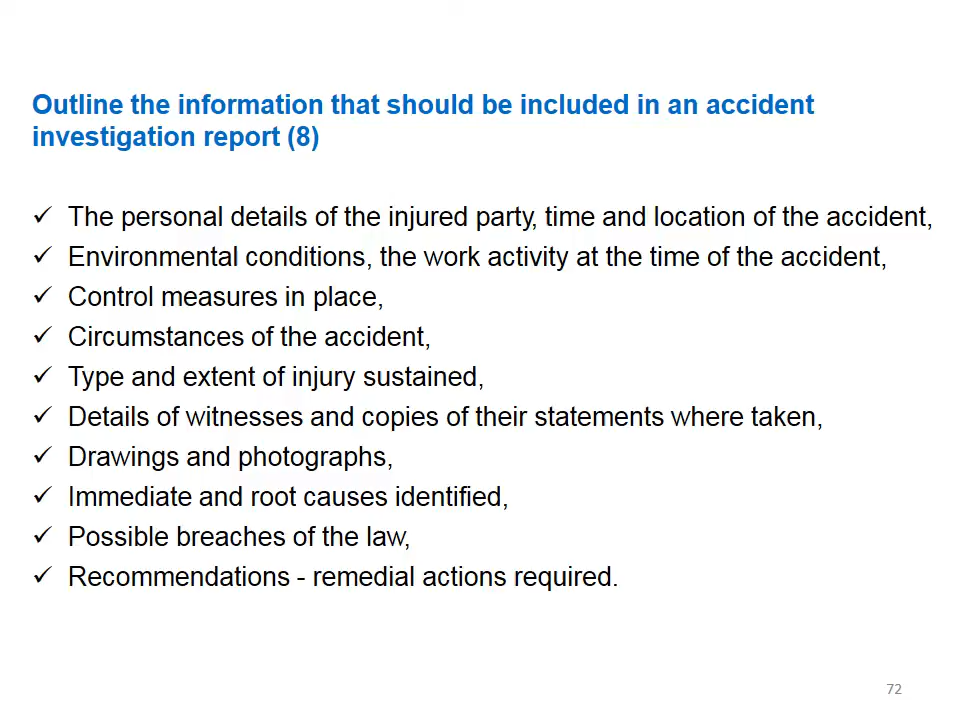 Outline the information that should be included in an accident
investigation report (8)
✓ The personal details of the injured party, time and location of the accident,
✓ Environmental conditions, the work activity at the time of the accident,
✓ Control measures in place,
✓ Circumstances of the accident,
✓ Type and extent of injury sustained,
✓ Details of witnesses and copies of their statements where taken,
✓ Drawings and photographs,
✓ Immediate and root causes identified,
✓ Possible breaches of the law,
✓ Recommendations - remedial actions required.
72